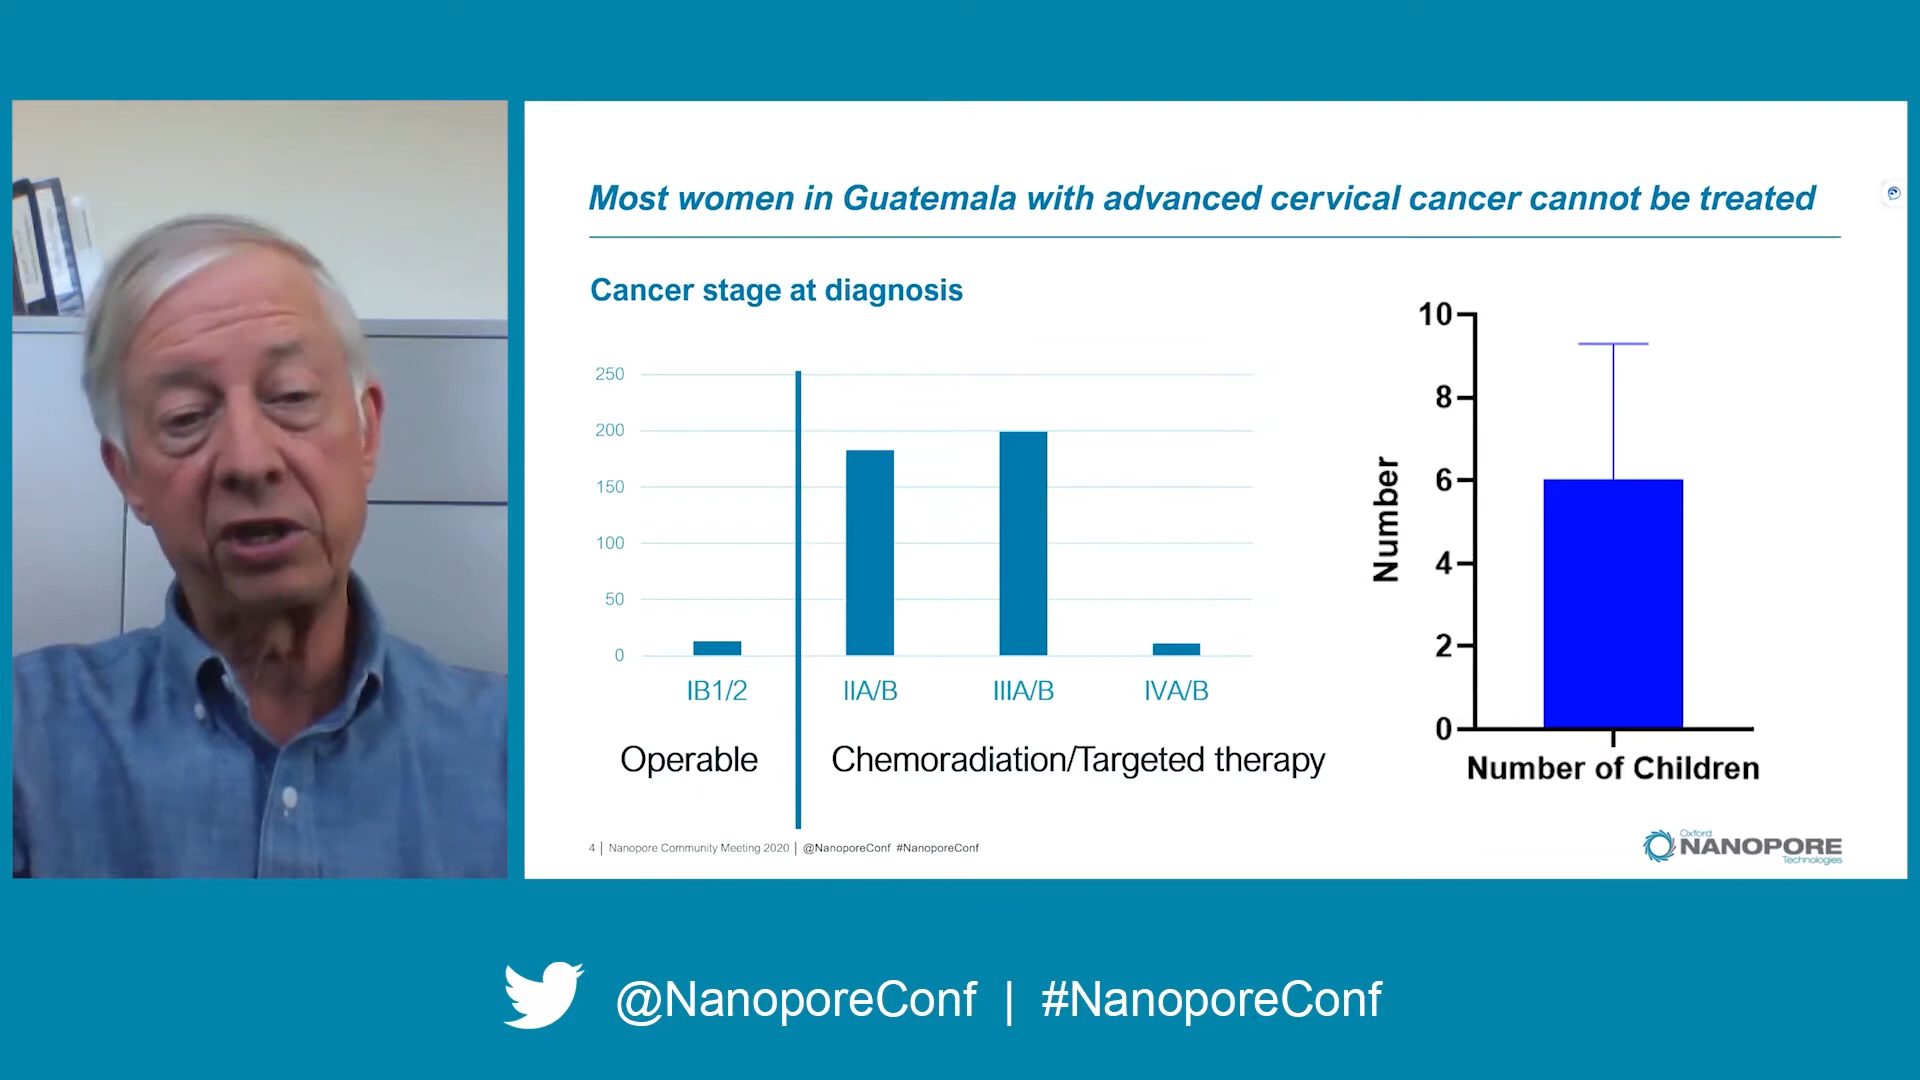 Most women in Guatemala with advanced cervical cancer cannot be treated
Cancer stage at diagnosis
250
200
150
100
50
0
IB1/2
IIA/B
IIIA/B
IVA/B
Operable
Chemoradiation/Targeted therapy
10
8
6
4
2
0
Number
Number of Children
4 | Nanopore Community Meeting 2020 | @NanoporeConf #NanoporeConf
Oxford
NANOPORE
Technologies
@NanoporeConf | #NanoporeConf